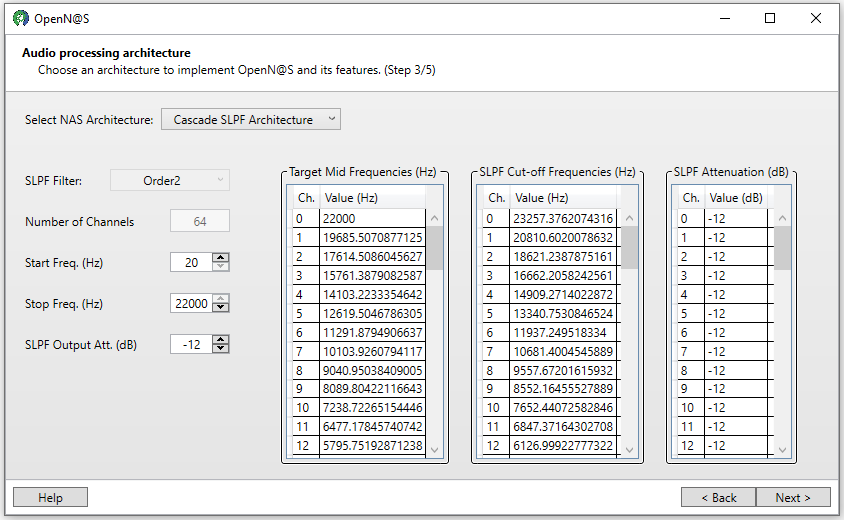 OpenN@S
Audio processing architecture
Choose an architecture to implement OpenN@S and its features. (Step 3/5)
Select NAS Architecture: Cascade SLPF Architecture
SLPF Filter: Order2
Number of Channels 64
Start Freq. (Hz) 20
Stop Freq. (Hz) 22000
SLPF Output Att. (dB) -12
Target Mid Frequencies (Hz)
Ch. Value (Hz)
0 22000
1 19685.5070877125
2 17614.5086045627
3 15761.3879082587
4 14103.2233354642
5 12619.5046786305
6 11291.8794906637
7 10103.9260794117
8 9040.95038409005
9 8089.80422116643
10 7238.72265154446
11 6477.17845740742
12 5795.75192871238
SLPF Cut-off Frequencies (Hz)
Ch. Value (Hz)
0 23257.3762074316
1 20810.6020078632
2 18621.2387875161
3 16662.2058242561
4 14909.2714022872
5 13340.7530846524
6 11937.249518334
7 10681.4004545889
8 9557.67201615932
9 8552.16455527889
10 7652.44072582846
11 6847.37164302708
12 6126.99922777322
SLPF Attenuation (dB)
Ch. Value (dB)
0 -12
1 -12
2 -12
3 -12
4 -12
5 -12
6 -12
7 -12
8 -12
9 -12
10 -12
11 -12
12 -12
Help
< Back
Next >